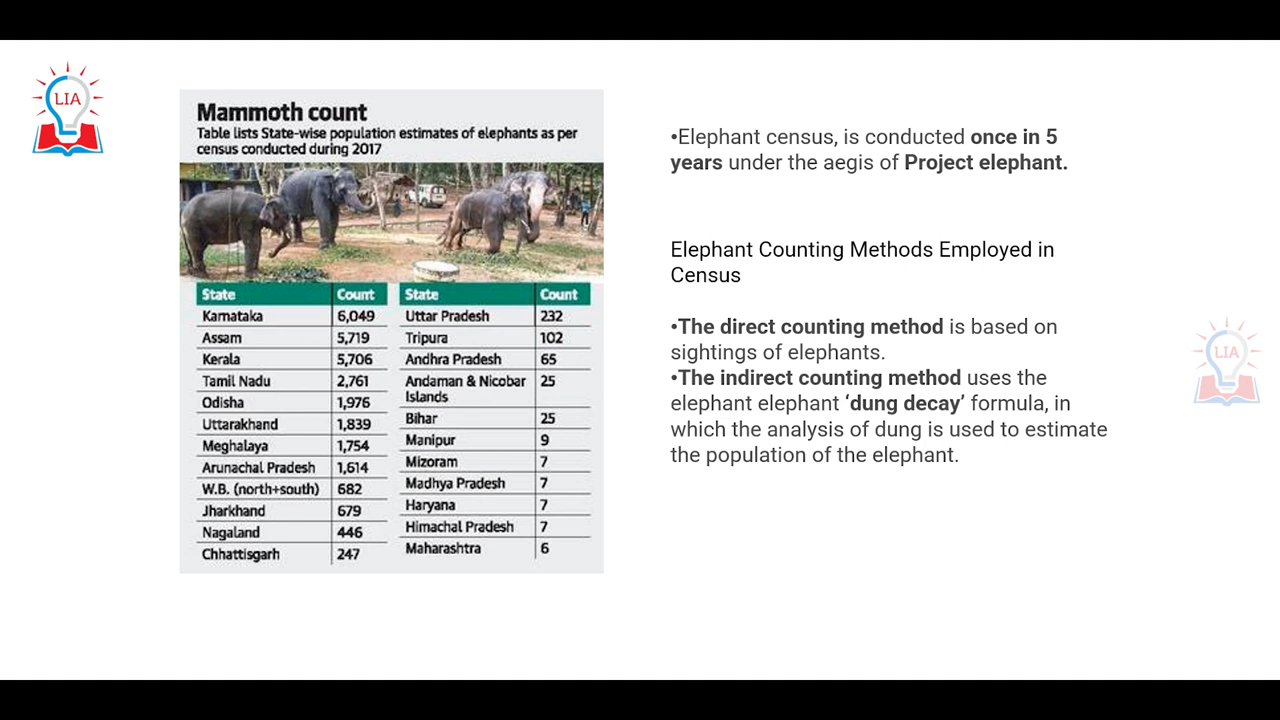 LIA
Mammoth count
Table lists State-wise population estimates of elephants as per
census conducted during 2017
State Count
Karnataka 6,049
Assam 5,719
Kerala 5,706
Tamil Nadu 2,761
Odisha 1,976
Uttarakhand 1,839
Meghalaya 1,754
Arunachal Pradesh 1,614
W.B. (north+south) 682
Jharkhand 679
Nagaland 446
Chhattisgarh 247
State Count
Uttar Pradesh 232
Tripura 102
Andhra Pradesh 65
Andaman & Nicobar 25
Islands
Bihar 25
Manipur 9
Mizoram 7
Madhya Pradesh 7
Haryana 7
Himachal Pradesh 7
Maharashtra 6
•Elephant census, is conducted once in 5
years under the aegis of Project elephant.
Elephant Counting Methods Employed in
Census
•The direct counting method is based on
sightings of elephants.
•The indirect counting method uses the
elephant elephant ‘dung decay’ formula, in
which the analysis of dung is used to estimate
the population of the elephant.
LIA